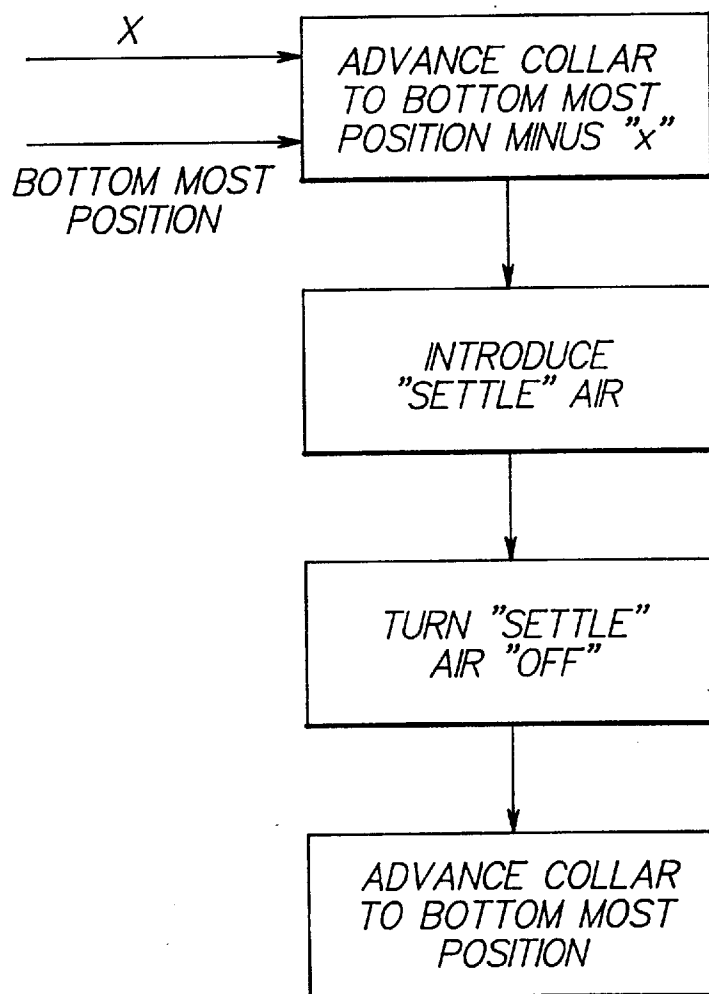 X
ADVANCE COLLAR
TO BOTTOM MOST
POSITION MINUS "x"
BOTTOM MOST
POSITION
INTRODUCE
"SETTLE" AIR
TURN "SETTLE"
AIR "OFF"
ADVANCE COLLAR
TO BOTTOM MOST
POSITION